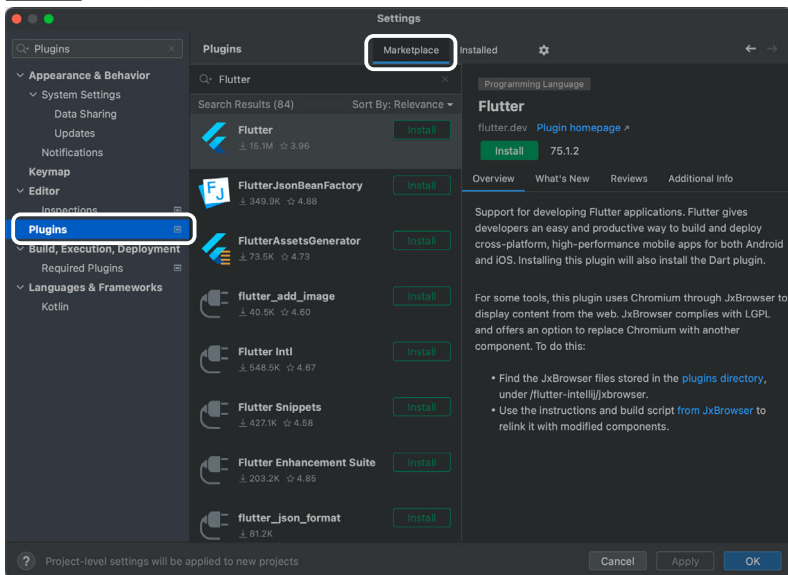 Settings
Plugins
Appearance & Behavior
System Settings
Data Sharing
Updates
Notifications
Keymap
Editor
Inspections
Plugins
Build, Execution, Deployment
Required Plugins
Languages & Frameworks
Kotlin
Plugins
Marketplace
Installed
Flutter
Search Results (84)
Sort By: Relevance
Flutter
Install
15.1M 3.96
FJ
FlutterJsonBeanFactory
Install
349.9K 4.88
FlutterAssetsGenerator
Install
73.5K 4.73
flutter_add_image
Install
40.5K 4.60
Flutter Intl
Install
548.5K 4.67
Flutter Snippets
Install
427.1K 4.58
Flutter Enhancement Suite
Install
203.2K 4.85
flutter_json_format
Install
81.2K
Programming Language
Flutter
flutter.dev Plugin homepage ↗
Install 75.1.2
Overview What's New Reviews Additional Info
Support for developing Flutter applications. Flutter gives
developers an easy and productive way to build and deploy
cross-platform, high-performance mobile apps for both Android
and iOS. Installing this plugin will also install the Dart plugin.
For some tools, this plugin uses Chromium through JxBrowser to
display content from the web. JxBrowser complies with LGPL
and offers an option to replace Chromium with another
component. To do this:
• Find the JxBrowser files stored in the plugins directory,
under /flutter-intellij/jxbrowser.
• Use the instructions and build script from JxBrowser to
relink it with modified components.
? Project-level settings will be applied to new projects
Cancel Apply OK